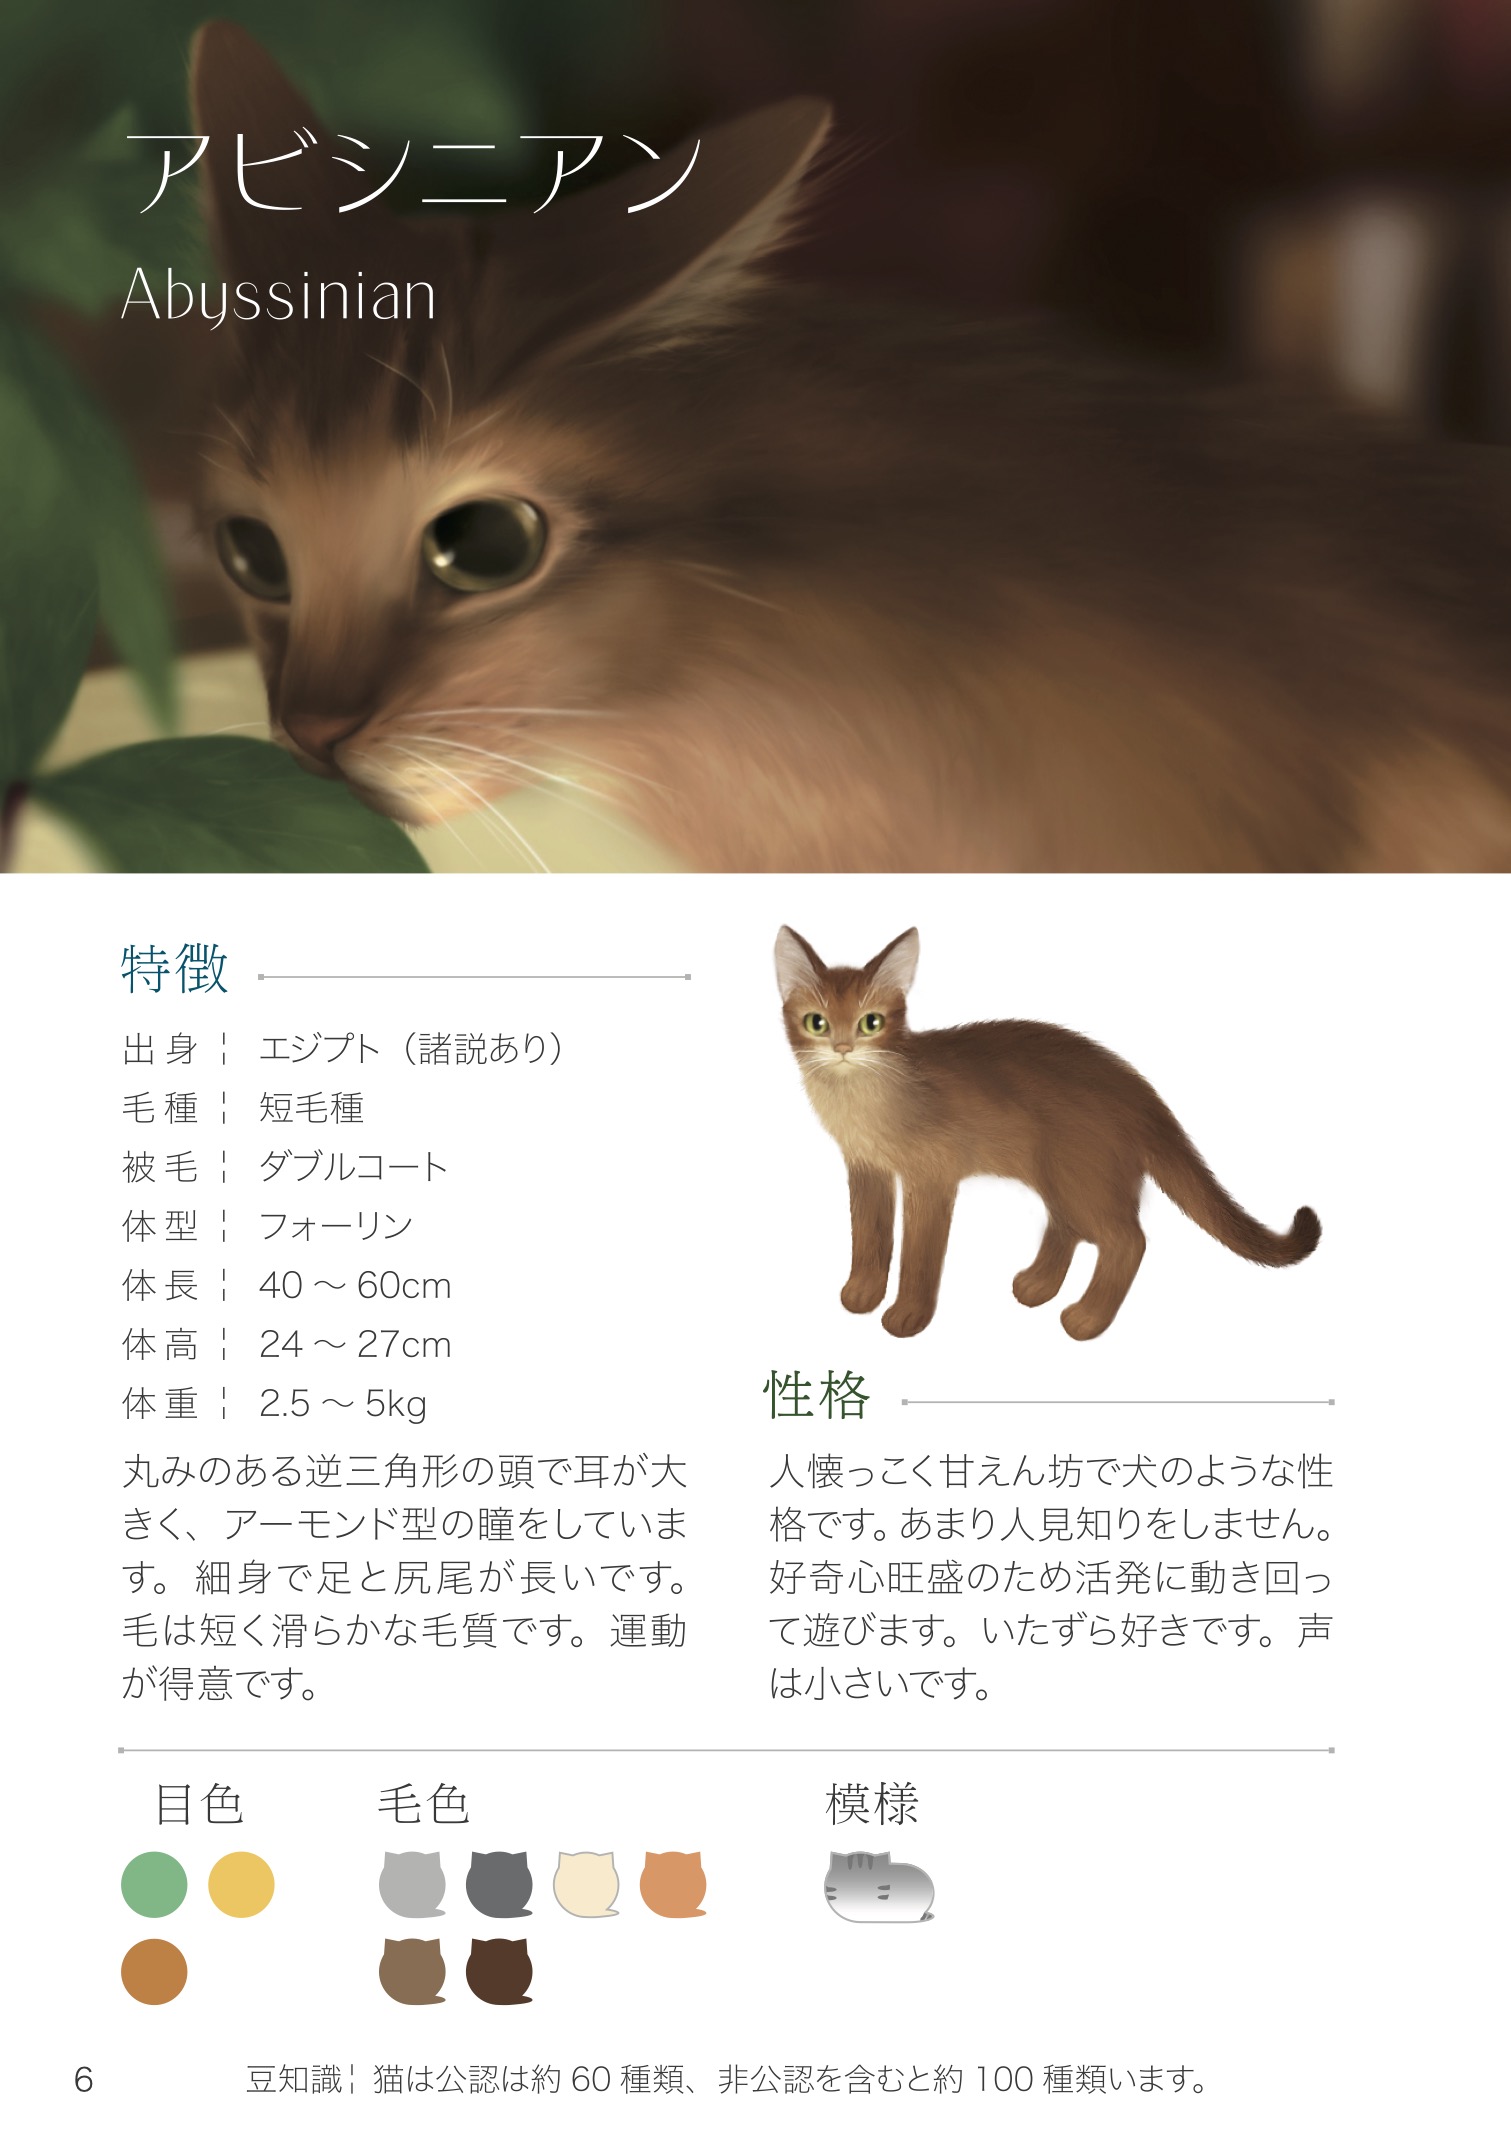 アビシニアン
Abyssinian
特徴
出身¦ エジプト（諸説あり）
毛種¦ 短毛種
被毛¦ ダブルコート
体型¦ フォーリン
体長¦ 40 〜 60cm
体高¦ 24 〜 27cm
体重¦ 2.5 〜 5kg
丸みのある逆三角形の頭で耳が大
きく、アーモンド型の瞳をしていま
す。細身で足と尻尾が長いです。
毛は短く滑らかな毛質です。運動
が得意です。
性格
人懐っこく甘えん坊で犬のような性
格です。あまり人見知りをしません。
好奇心旺盛のため活発に動き回っ
て遊びます。いたずら好きです。声
は小さいです。
目色
毛色
模様
6
豆知識¦ 猫は公認は約 60 種類、非公認を含むと約 100 種類います。